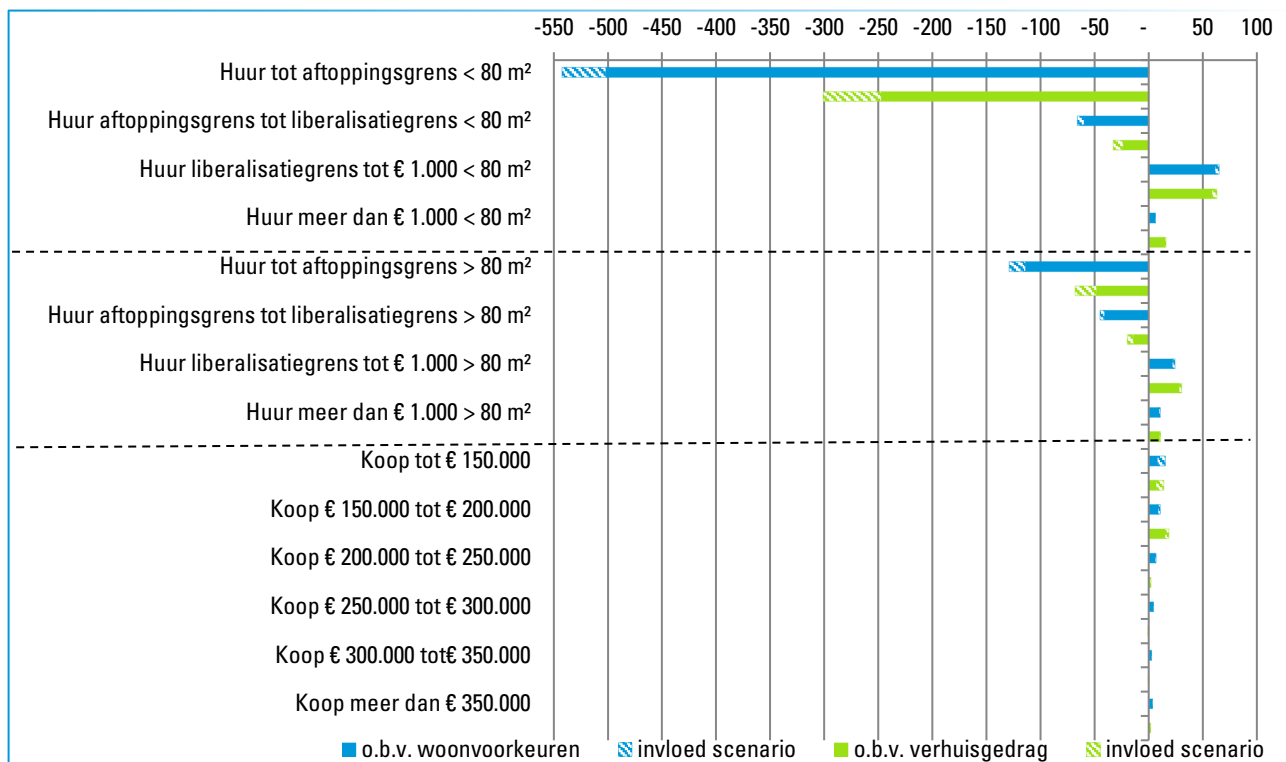 -550 -500 -450 -400 -350 -300 -250 -200 -150 -100 -50 - 50 100
Huur tot aftoppingsgrens < 80 m²
Huur aftoppingsgrens tot liberalisatiegrens < 80 m²
Huur liberalisatiegrens tot € 1.000 < 80 m²
Huur meer dan € 1.000 < 80 m²
Huur tot aftoppingsgrens > 80 m²
Huur aftoppingsgrens tot liberalisatiegrens > 80 m²
Huur liberalisatiegrens tot € 1.000 > 80 m²
Huur meer dan € 1.000 > 80 m²
Koop tot € 150.000
Koop € 150.000 tot € 200.000
Koop € 200.000 tot € 250.000
Koop € 250.000 tot € 300.000
Koop € 300.000 tot€ 350.000
Koop meer dan € 350.000
o.b.v. woonvoorkeuren invloed scenario o.b.v. verhuisgedrag invloed scenario